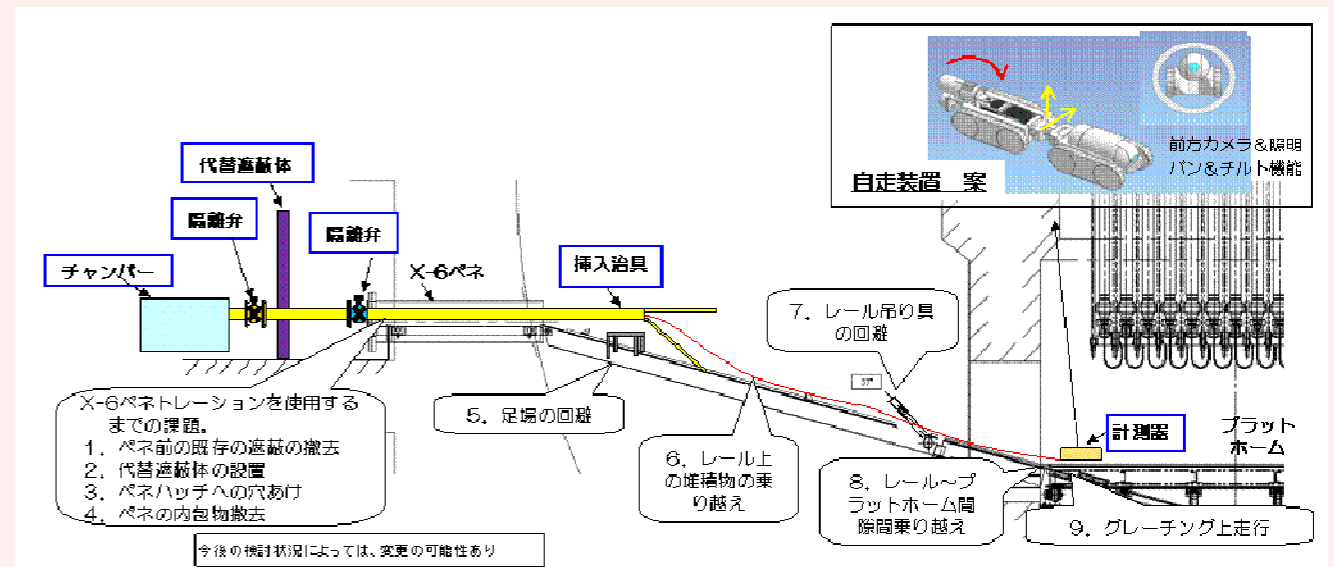 前方カメラ&照明
パン&チルト機能
自走装置 案
代替遮蔽体
隔離弁
隔離弁
チャンバー
X-6ペネ
挿入治具
7. レール吊り具
の回避
5. 足場の回避
6. レール上
の堆積物の乗
り越え
計測器
プラット
ホーム
8. レール~プ
ラットホーム間
隙間乗り越え
9. グレーチング上走行
X-6ペネトレーションを使用する
までの課題。
1. ペネ前の既存の遮蔽の撤去
2. 代替遮蔽体の設置
3. ペネハッチへの穴あけ
4. ペネの内包物撤去
今後の検討状況によっては、変更の可能性あり